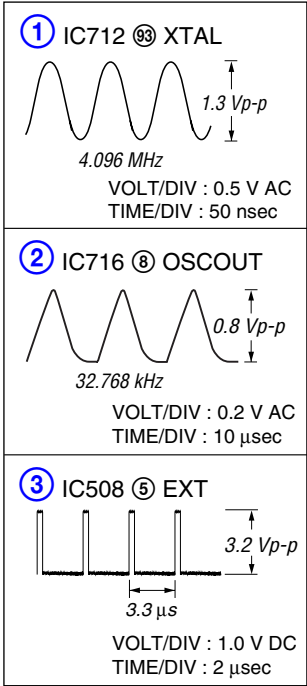 ① IC712 ㊈㊂ XTAL
1.3 Vp-p
4.096 MHz
VOLT/DIV : 0.5 V AC
TIME/DIV : 50 nsec
② IC716 ⑧ OSCOUT
0.8 Vp-p
32.768 kHz
VOLT/DIV : 0.2 V AC
TIME/DIV : 10 µsec
③ IC508 ⑤ EXT
3.2 Vp-p
3.3 µs
VOLT/DIV : 1.0 V DC
TIME/DIV : 2 µsec